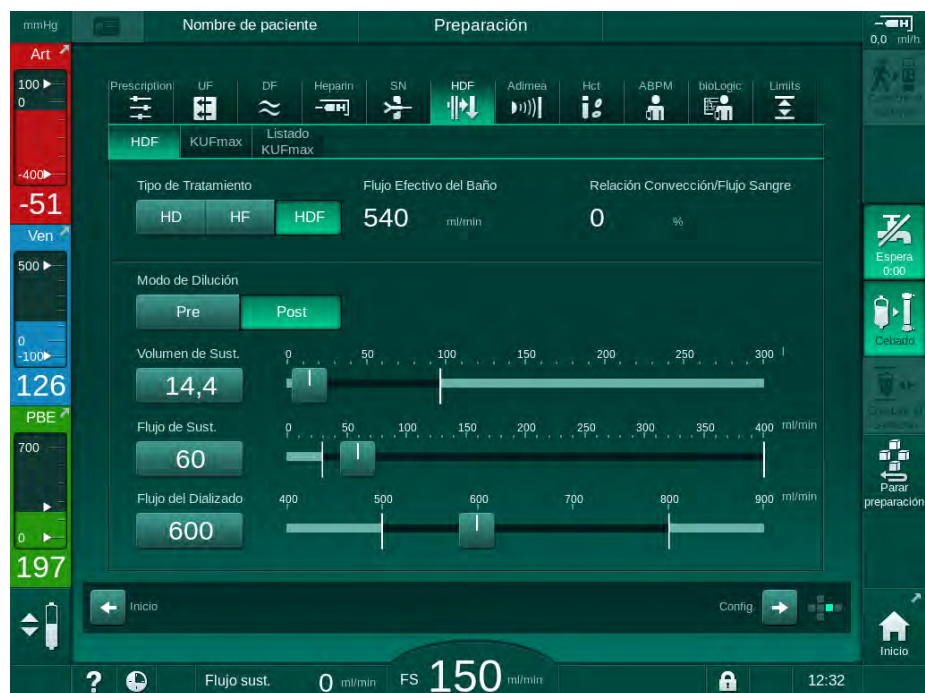 mmHg Nombre de paciente Preparación 0,0 ml/h
Art
100
0
-400
-51
Ven
500
0
-100
126
PBE
700
0
197
Prescription UF DF Heparin SN HDF Adimea Hct ABPM bioLogic Limits
HDF KUFmax Listado KUFmax
Tipo de Tratamiento Flujo Efectivo del Baño Relación Convección/Flujo Sangre
HD HF HDF 540 ml/min 0 %
Modo de Dilución
Pre Post
Volumen de Sust. 0 50 100 150 200 250 300 l
14,4
Flujo de Sust. 0 50 100 150 200 250 300 350 400 ml/min
60
Flujo del Dializado 400 500 600 700 800 900 ml/min
600
Inicio Config.
Espera
0:00
Cebado
Parar
preparación
Inicio
? Flujo sust. 0 ml/min FS 150 ml/min 12:32